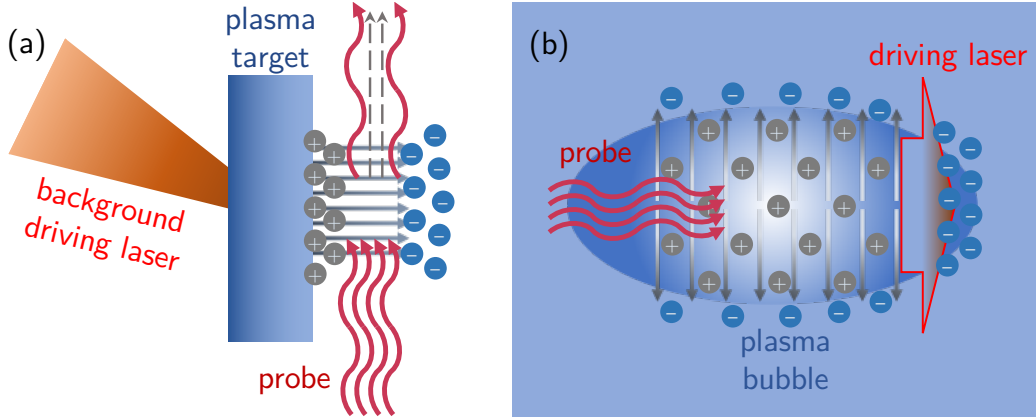 (a)
plasma
target
background
driving laser
probe
(b)
driving laser
probe
plasma
bubble